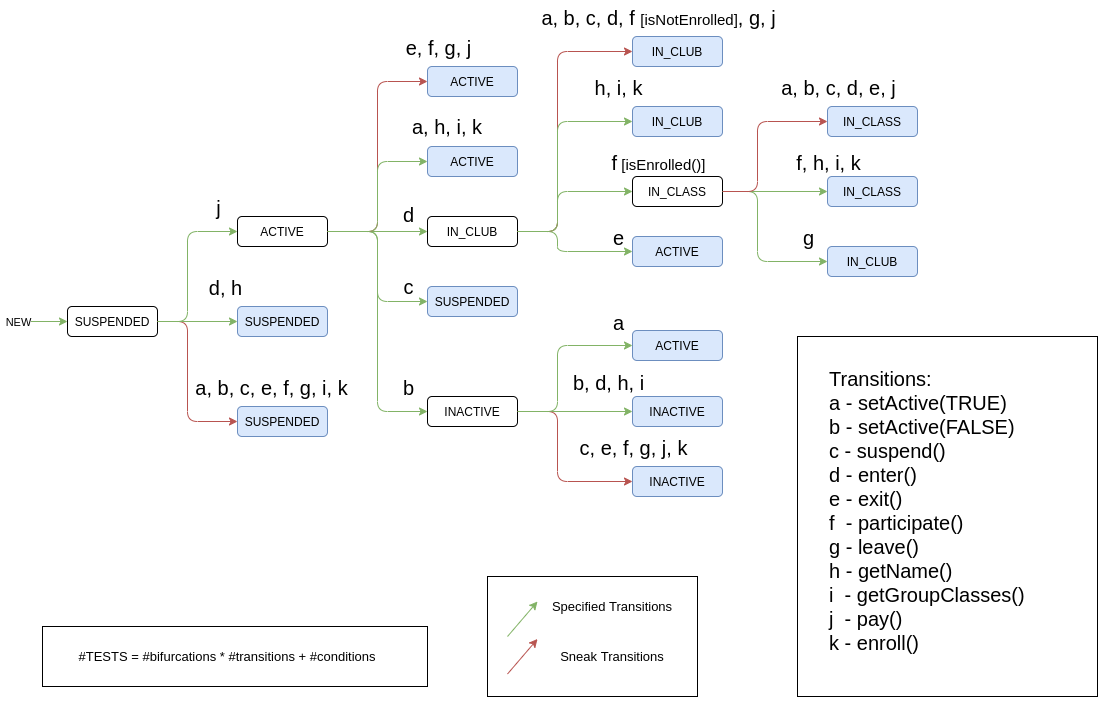 a, b, c, d, f [isNotEnrolled], g, j
IN_CLUB
e, f, g, j
ACTIVE
h, i, k
IN_CLUB
a, b, c, d, e, j
IN_CLASS
a, h, i, k
ACTIVE
f [isEnrolled()]
IN_CLASS
f, h, i, k
IN_CLASS
j
ACTIVE
d
IN_CLUB
e
ACTIVE
g
IN_CLUB
d, h
SUSPENDED
c
SUSPENDED
NEW
SUSPENDED
a
ACTIVE
a, b, c, e, f, g, i, k
SUSPENDED
b
INACTIVE
b, d, h, i
INACTIVE
c, e, f, g, j, k
INACTIVE
Transitions:
a - setActive(TRUE)
b - setActive(FALSE)
c - suspend()
d - enter()
e - exit()
f - participate()
g - leave()
h - getName()
i - getGroupClasses()
j - pay()
k - enroll()
Specified Transitions
Sneak Transitions
#TESTS = #bifurcations * #transitions + #conditions